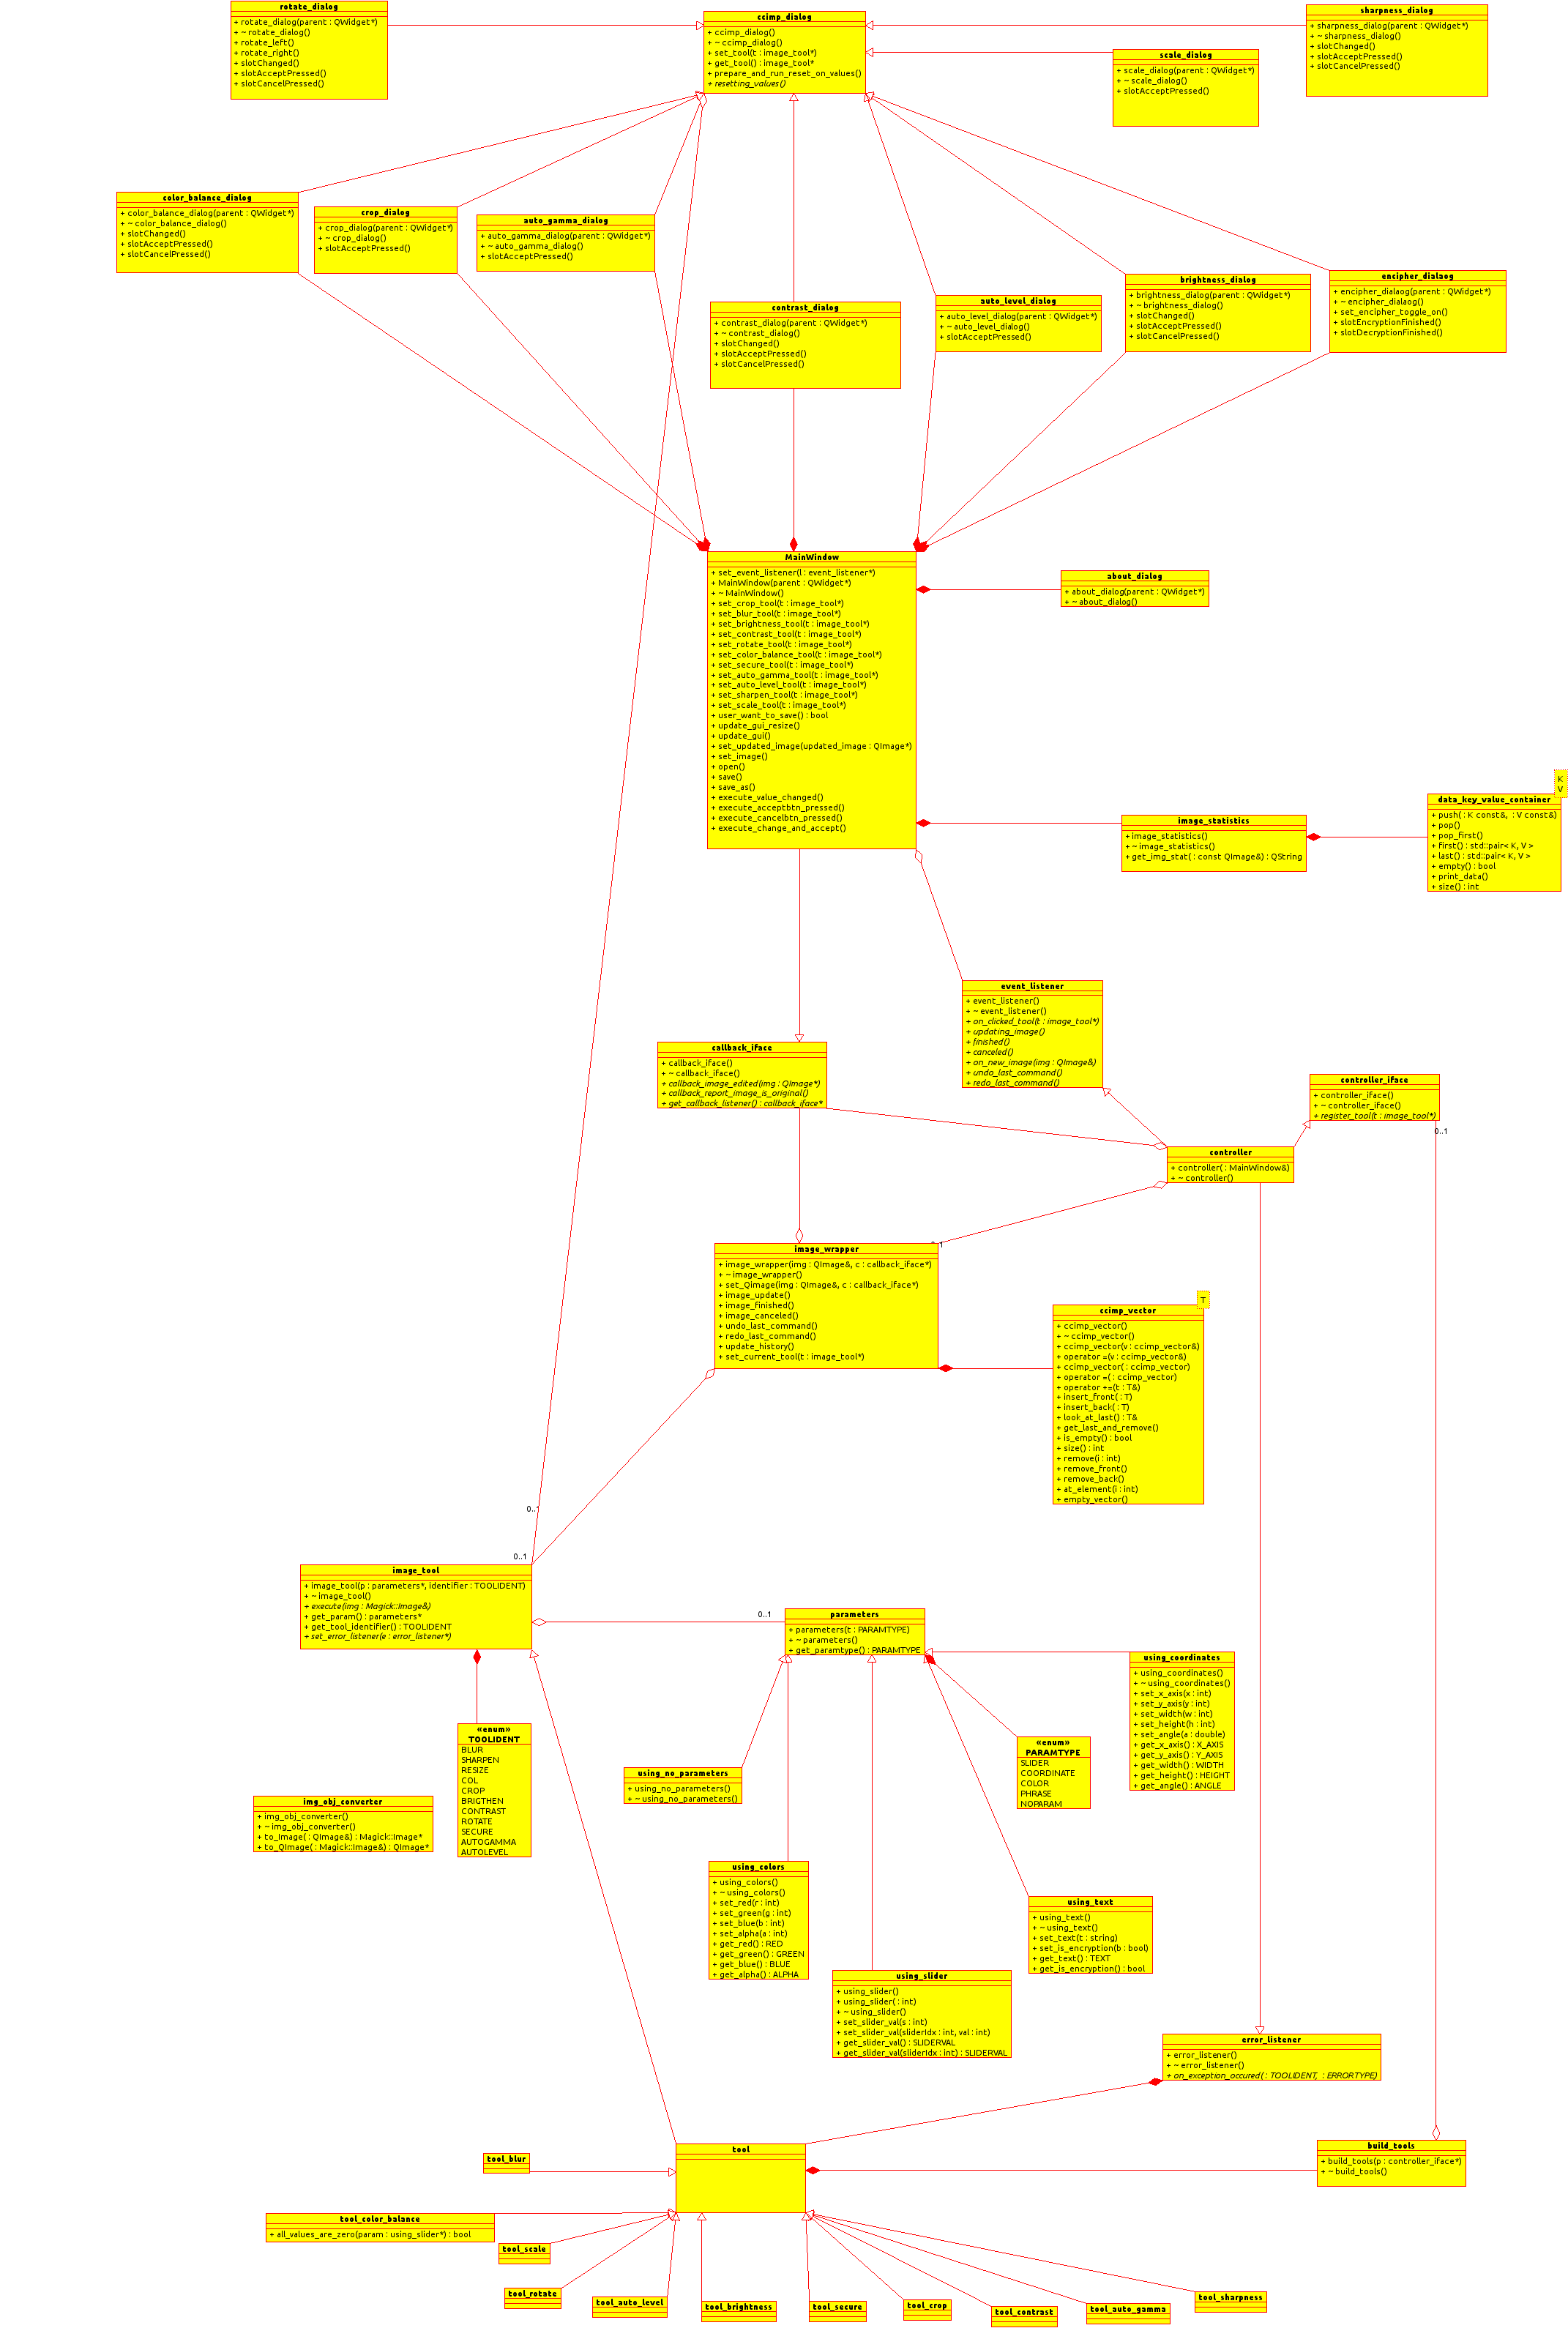 rotate_dialog
+ rotate_dialog(parent : QWidget*)
+ ~ rotate_dialog()
+ rotate_left()
+ rotate_right()
+ slotChanged()
+ slotAcceptPressed()
+ slotCancelPressed()
ccimp_dialog
+ ccimp_dialog()
+ ~ ccimp_dialog()
+ set_tool(t : image_tool*)
+ get_tool() : image_tool*
+ prepare_and_run_reset_on_values()
+ resetting_values()
sharpness_dialog
+ sharpness_dialog(parent : QWidget*)
+ ~ sharpness_dialog()
+ slotChanged()
+ slotAcceptPressed()
+ slotCancelPressed()
scale_dialog
+ scale_dialog(parent : QWidget*)
+ ~ scale_dialog()
+ slotAcceptPressed()
color_balance_dialog
+ color_balance_dialog(parent : QWidget*)
+ ~ color_balance_dialog()
+ slotChanged()
+ slotAcceptPressed()
+ slotCancelPressed()
crop_dialog
+ crop_dialog(parent : QWidget*)
+ ~ crop_dialog()
+ slotAcceptPressed()
auto_gamma_dialog
+ auto_gamma_dialog(parent : QWidget*)
+ ~ auto_gamma_dialog()
+ slotAcceptPressed()
contrast_dialog
+ contrast_dialog(parent : QWidget*)
+ ~ contrast_dialog()
+ slotChanged()
+ slotAcceptPressed()
+ slotCancelPressed()
auto_level_dialog
+ auto_level_dialog(parent : QWidget*)
+ ~ auto_level_dialog()
+ slotAcceptPressed()
brightness_dialog
+ brightness_dialog(parent : QWidget*)
+ ~ brightness_dialog()
+ slotChanged()
+ slotAcceptPressed()
+ slotCancelPressed()
encipher_dialaog
+ encipher_dialaog(parent : QWidget*)
+ ~ encipher_dialaog()
+ set_encipher_toggle_on()
+ slotEncryptionFinished()
+ slotDecryptionFinished()
MainWindow
+ set_event_listener(l : event_listener*)
+ MainWindow(parent : QWidget*)
+ ~ MainWindow()
+ set_crop_tool(t : image_tool*)
+ set_blur_tool(t : image_tool*)
+ set_brightness_tool(t : image_tool*)
+ set_contrast_tool(t : image_tool*)
+ set_rotate_tool(t : image_tool*)
+ set_color_balance_tool(t : image_tool*)
+ set_secure_tool(t : image_tool*)
+ set_auto_gamma_tool(t : image_tool*)
+ set_auto_level_tool(t : image_tool*)
+ set_sharpen_tool(t : image_tool*)
+ set_scale_tool(t : image_tool*)
+ user_want_to_save() : bool
+ update_gui_resize()
+ update_gui()
+ set_updated_image(updated_image : QImage*)
+ set_image()
+ open()
+ save()
+ save_as()
+ execute_value_changed()
+ execute_acceptbtn_pressed()
+ execute_cancelbtn_pressed()
+ execute_change_and_accept()
about_dialog
+ about_dialog(parent : QWidget*)
+ ~ about_dialog()
image_statistics
+ image_statistics()
+ ~ image_statistics()
+ get_img_stat( : const QImage&) : QString
K
V
data_key_value_container
+ push( : K const&,  : V const&)
+ pop()
+ pop_first()
+ first() : std::pair< K, V >
+ last() : std::pair< K, V >
+ empty() : bool
+ print_data()
+ size() : int
event_listener
+ event_listener()
+ ~ event_listener()
+ on_clicked_tool(t : image_tool*)
+ updating_image()
+ finished()
+ canceled()
+ on_new_image(img : QImage&)
+ undo_last_command()
+ redo_last_command()
callback_iface
+ callback_iface()
+ ~ callback_iface()
+ callback_image_edited(img : QImage*)
+ callback_report_image_is_original()
+ get_callback_listener() : callback_iface*
controller_iface
+ controller_iface()
+ ~ controller_iface()
+ register_tool(t : image_tool*)
0..1
controller
+ controller( : MainWindow&)
+ ~ controller()
image_wrapper
+ image_wrapper(img : QImage&, c : callback_iface*)
+ ~ image_wrapper()
+ set_Qimage(img : QImage&, c : callback_iface*)
+ image_update()
+ image_finished()
+ image_canceled()
+ undo_last_command()
+ redo_last_command()
+ update_history()
+ set_current_tool(t : image_tool*)
T
ccimp_vector
+ ccimp_vector()
+ ~ ccimp_vector()
+ ccimp_vector(v : ccimp_vector&)
+ operator =(v : ccimp_vector&)
+ ccimp_vector( : ccimp_vector)
+ operator =( : ccimp_vector)
+ operator +=(t : T&)
+ insert_front( : T)
+ insert_back( : T)
+ look_at_last() : T&
+ get_last_and_remove()
+ is_empty() : bool
+ size() : int
+ remove(i : int)
+ remove_front()
+ remove_back()
+ at_element(i : int)
+ empty_vector()
0..1
0..1
image_tool
+ image_tool(p : parameters*, identifier : TOOLIDENT)
+ ~ image_tool()
+ execute(img : Magick::Image&)
+ get_param() : parameters*
+ get_tool_identifier() : TOOLIDENT
+ set_error_listener(e : error_listener*)
0..1
parameters
+ parameters(t : PARAMTYPE)
+ ~ parameters()
+ get_paramtype() : PARAMTYPE
using_coordinates
+ using_coordinates()
+ ~ using_coordinates()
+ set_x_axis(x : int)
+ set_y_axis(y : int)
+ set_width(w : int)
+ set_height(h : int)
+ set_angle(a : double)
+ get_x_axis() : X_AXIS
+ get_y_axis() : Y_AXIS
+ get_width() : WIDTH
+ get_height() : HEIGHT
+ get_angle() : ANGLE
«enum»
TOOLIDENT
BLUR
SHARPEN
RESIZE
COL
CROP
BRIGTHEN
CONTRAST
ROTATE
SECURE
AUTOGAMMA
AUTOLEVEL
«enum»
PARAMTYPE
SLIDER
COORDINATE
COLOR
PHRASE
NOPARAM
using_no_parameters
+ using_no_parameters()
+ ~ using_no_parameters()
img_obj_converter
+ img_obj_converter()
+ ~ img_obj_converter()
+ to_Image( : QImage&) : Magick::Image*
+ to_QImage( : Magick::Image&) : QImage*
using_colors
+ using_colors()
+ ~ using_colors()
+ set_red(r : int)
+ set_green(g : int)
+ set_blue(b : int)
+ set_alpha(a : int)
+ get_red() : RED
+ get_green() : GREEN
+ get_blue() : BLUE
+ get_alpha() : ALPHA
using_text
+ using_text()
+ ~ using_text()
+ set_text(t : string)
+ set_is_encryption(b : bool)
+ get_text() : TEXT
+ get_is_encryption() : bool
using_slider
+ using_slider()
+ using_slider( : int)
+ ~ using_slider()
+ set_slider_val(s : int)
+ set_slider_val(sliderIdx : int, val : int)
+ get_slider_val() : SLIDERVAL
+ get_slider_val(sliderIdx : int) : SLIDERVAL
error_listener
+ error_listener()
+ ~ error_listener()
+ on_exception_occured( : TOOLIDENT,  : ERRORTYPE)
tool
build_tools
+ build_tools(p : controller_iface*)
+ ~ build_tools()
tool_blur
tool_color_balance
+ all_values_are_zero(param : using_slider*) : bool
tool_scale
tool_rotate
tool_auto_level
tool_brightness
tool_secure
tool_crop
tool_contrast
tool_auto_gamma
tool_sharpness